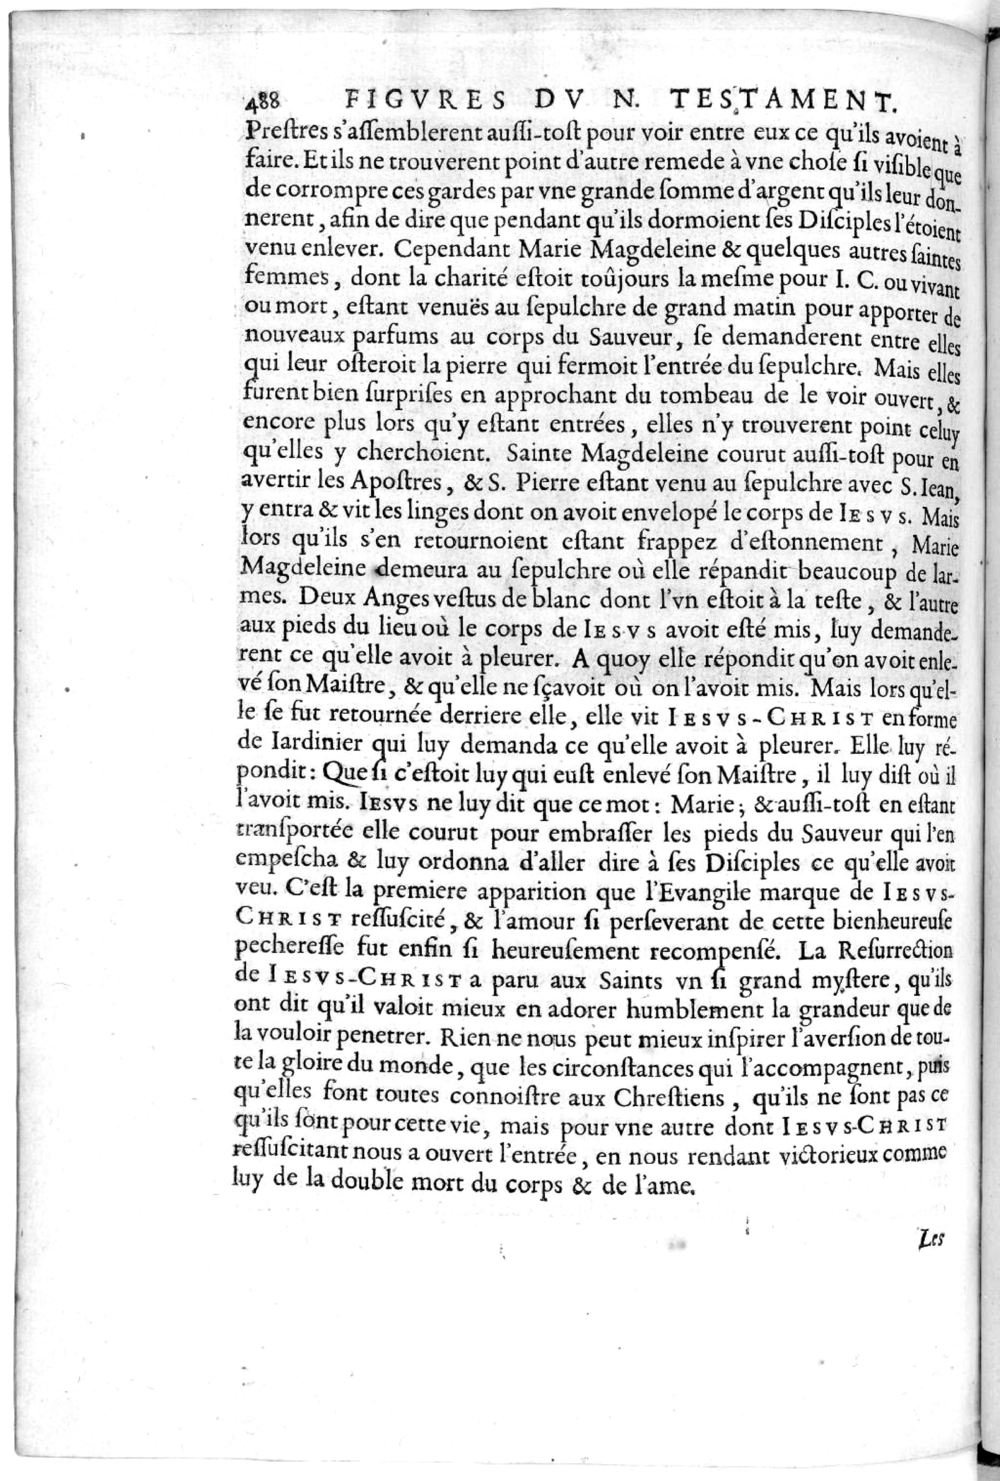 488 FIGVRES DV N. TESTAMENT.
Preſtres s'aſſemblerent auſſi-toſt pour voir entre eux ce qu'ils avoient à
faire. Et ils ne trouverent point d'autre remede à vne choſe ſi viſible que
de corrompre ces gardes par vne grande ſomme d'argent qu'ils leur don-
nerent, afin de dire que pendant qu'ils dormoient ſes Diſciples l'étoient
venu enlever. Cependant Marie Magdeleine & quelques autres ſaintes
femmes, dont la charité eſtoit toûjours la meſme pour I. C. ou vivant
ou mort, eſtant venuës au ſepulchre de grand matin pour apporter de
nouveaux parfums au corps du Sauveur, ſe demanderent entre elles
qui leur oſteroit la pierre qui fermoit l'entrée du ſepulchre. Mais elles
furent bien ſurpriſes en approchant du tombeau de le voir ouvert, &
encore plus lors qu'y eſtant entrées, elles n'y trouverent point celuy
qu'elles y cherchoient. Sainte Magdeleine courut auſſi-toſt pour en
avertir les Apoſtres, & S. Pierre eſtant venu au ſepulchre avec S. Iean,
y entra & vit les linges dont on avoit envelopé le corps de IESVS. Mais
lors qu'ils s'en retournoient eſtant frappez d'eſtonnement, Marie
Magdeleine demeura au ſepulchre où elle répandit beaucoup de lar-
mes. Deux Anges veſtus de blanc dont l'vn eſtoit à la teſte, & l'autre
aux pieds du lieu où le corps de IESVS avoit eſté mis, luy demande-
rent ce qu'elle avoit à pleurer. A quoy elle répondit qu'on avoit enle-
vé ſon Maiſtre, & qu'elle ne ſçavoit où on l'avoit mis. Mais lors qu'el-
le ſe fut retournée derriere elle, elle vit IESVS-CHRIST en forme
de Iardinier qui luy demanda ce qu'elle avoit à pleurer. Elle luy ré-
pondit: Que ſi c'eſtoit luy qui euſt enlevé ſon Maiſtre, il luy diſt où il
l'avoit mis. IESVS ne luy dit que ce mot: Marie; & auſſi-toſt en eſtant
tranſportée elle courut pour embraſſer les pieds du Sauveur qui l'en
empeſcha & luy ordonna d'aller dire à ſes Diſciples ce qu'elle avoit
veu. C'eſt la premiere apparition que l'Evangile marque de IESVS-
CHRIST reſſuſcité, & l'amour ſi perſeverant de cette bienheureuſe
pechereſſe fut enfin ſi heureuſement recompenſé. La Reſurrection
de IESVS-CHRIST a paru aux Saints vn ſi grand myſtere, qu'ils
ont dit qu'il valoit mieux en adorer humblement la grandeur que de
la vouloir penetrer. Rien ne nous peut mieux inſpirer l'averſion de tou-
te la gloire du monde, que les circonſtances qui l'accompagnent, puis
qu'elles font toutes connoiſtre aux Chreſtiens, qu'ils ne ſont pas ce
qu'ils ſont pour cette vie, mais pour vne autre dont IESVS-CHRIST
reſſuſcitant nous a ouvert l'entrée, en nous rendant victorieux comme
luy de la double mort du corps & de l'ame.
Les